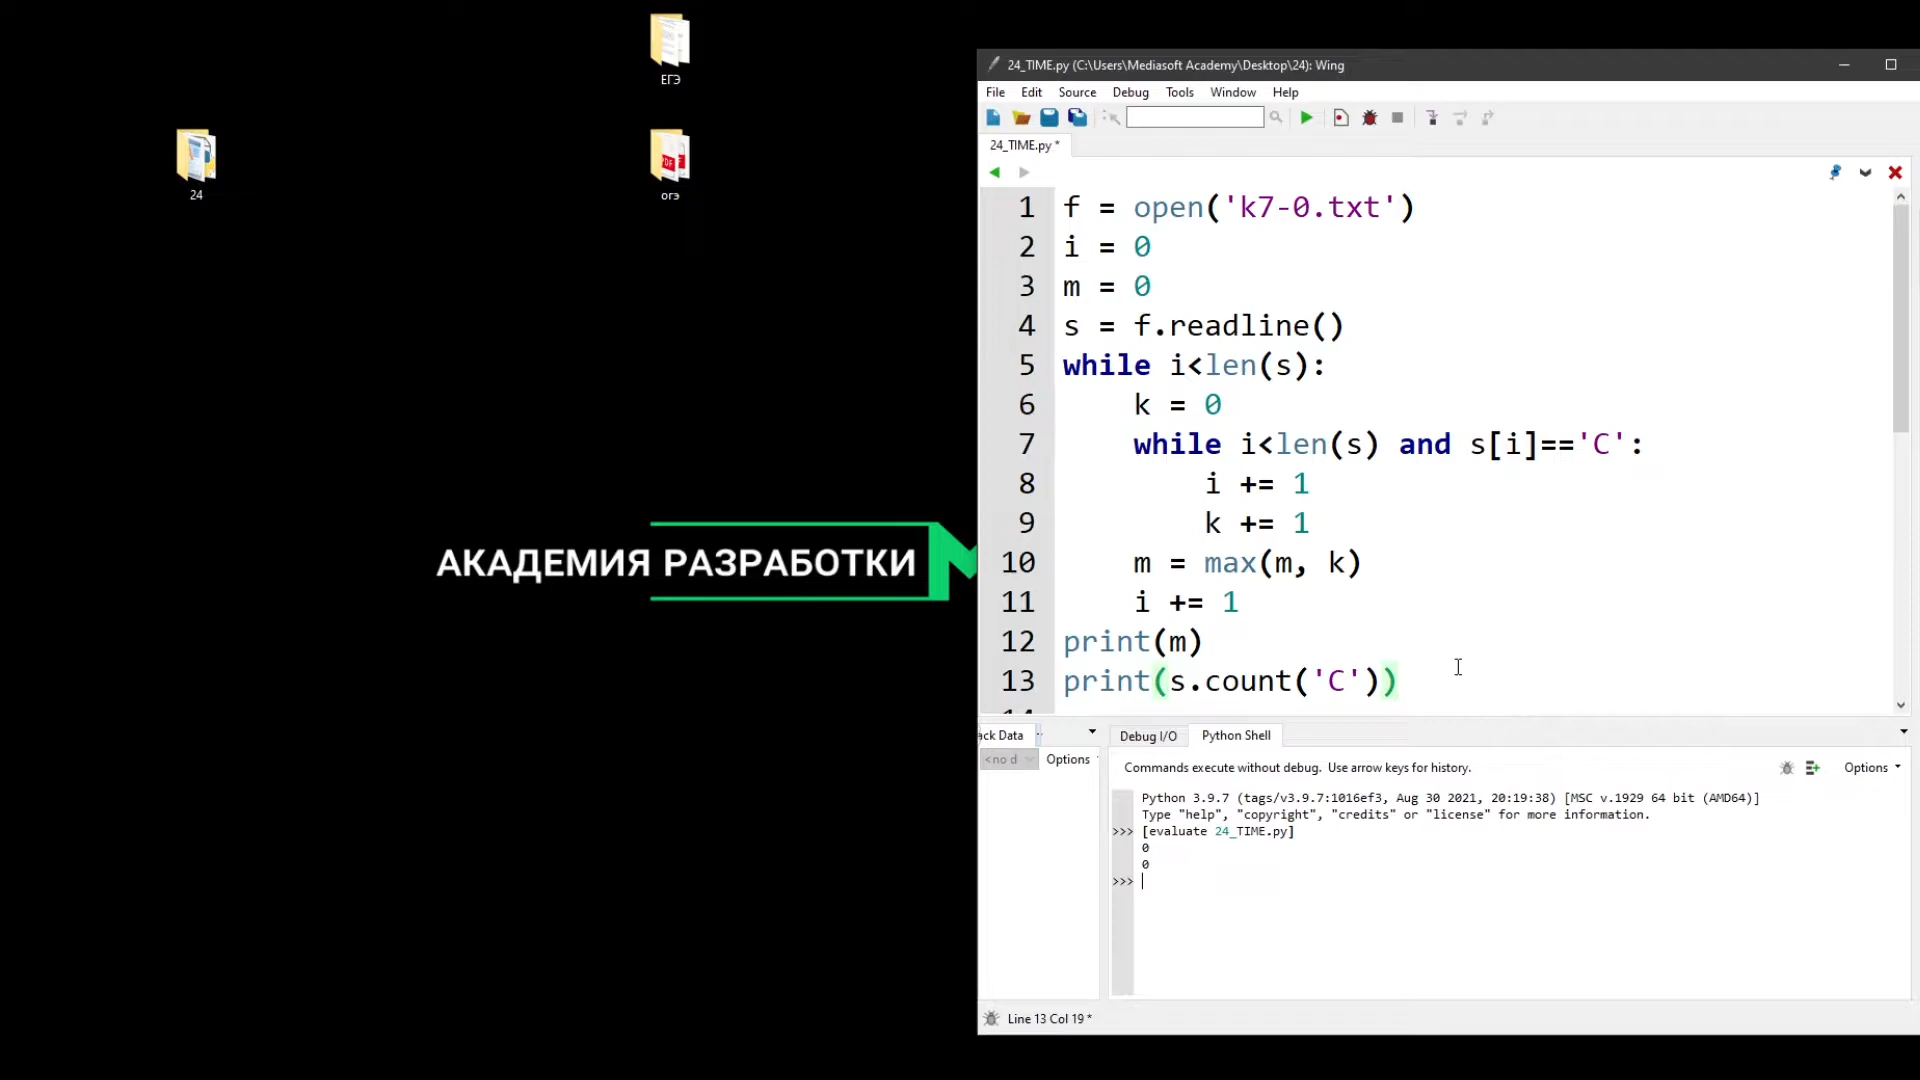 ЕГЭ
24
огэ
АКАДЕМИЯ РАЗРАБОТКИ
24_TIME.py (C:\Users\Mediasoft Academy\Desktop\24): Wing
File Edit Source Debug Tools Window Help
24_TIME.py *
1 f = open('k7-0.txt')
2 i = 0
3 m = 0
4 s = f.readline()
5 while i<len(s):
6 k = 0
7 while i<len(s) and s[i]=='C':
8 i += 1
9 k += 1
10 m = max(m, k)
11 i += 1
12 print(m)
13 print(s.count('C'))
ack Data
Debug I/O Python Shell
<no d Options
Commands execute without debug. Use arrow keys for history.
Options
Python 3.9.7 (tags/v3.9.7:1016ef3, Aug 30 2021, 20:19:38) [MSC v.1929 64 bit (AMD64)]
Type "help", "copyright", "credits" or "license" for more information.
>>> [evaluate 24_TIME.py]
0
0
>>>
Line 13 Col 19 *